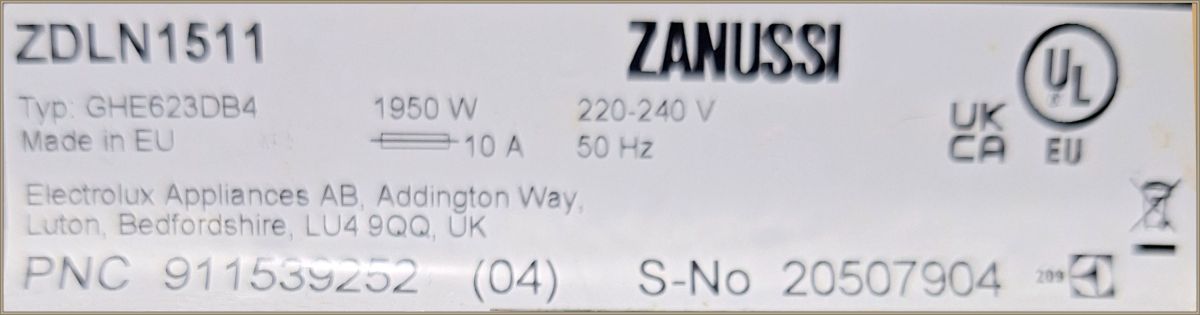 ZDLN1511
ZANUSSI
UL
EU
Typ: GHE623DB4 1950 W 220-240 V
UK
CA
Made in EU 10 A 50 Hz
Electrolux Appliances AB, Addington Way,
Luton, Bedfordshire, LU4 9QQ, UK
PNC 911539252 (04) S-No 20507904